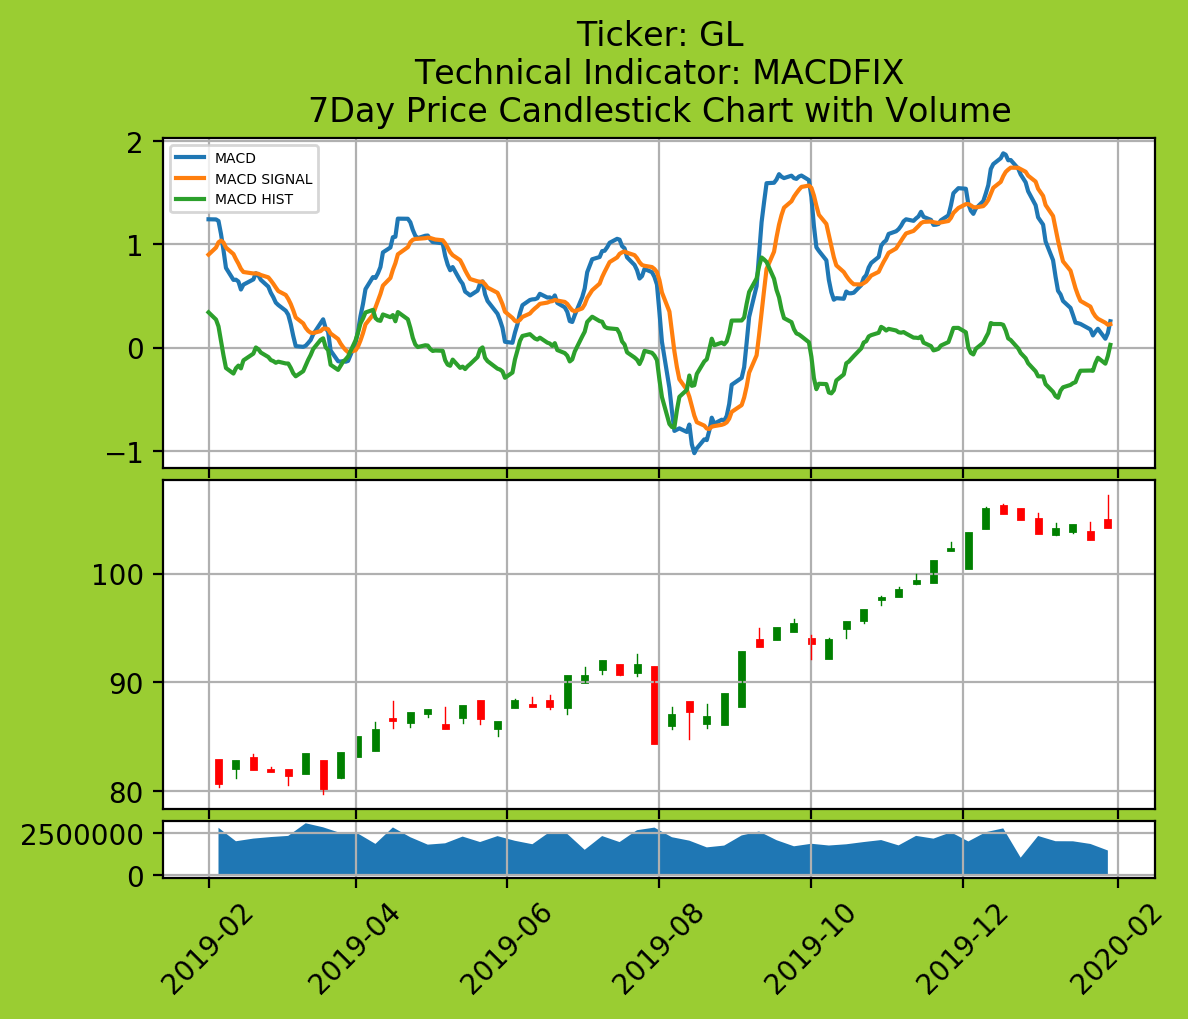 Ticker: GL
Technical Indicator: MACDFIX
7Day Price Candlestick Chart with Volume
2
1
0
−1
MACD
MACD SIGNAL
MACD HIST
100
90
80
2500000
0
2019-02
2019-04
2019-06
2019-08
2019-10
2019-12
2020-02